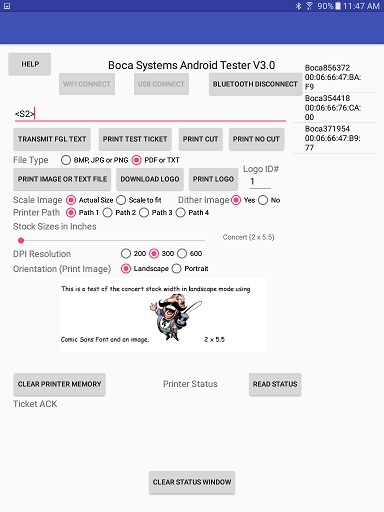 90% 11:47 AM
HELP
Boca Systems Android Tester V3.0
WIFI CONNECT
USB CONNECT
BLUETOOTH DISCONNECT
Boca856372
00:06:66:47:BA:
F9
Boca354418
00:06:66:76:CA:
00
Boca371954
00:06:66:47:B9:
77
<S2>
TRANSMIT FGL TEXT
PRINT TEST TICKET
PRINT CUT
PRINT NO CUT
File Type
BMP, JPG or PNG
PDF or TXT
Logo ID#
PRINT IMAGE OR TEXT FILE
DOWNLOAD LOGO
PRINT LOGO
1
Scale Image
Actual Size
Scale to fit
Dither Image
Yes
No
Printer Path
Path 1
Path 2
Path 3
Path 4
Stock Sizes in Inches
Concert (2 x 5.5)
DPI Resolution
200
300
600
Orientation (Print Image)
Landscape
Portrait
This is a test of the concert stock width in landscape mode using
Comic Sans Font and an image.
2 x 5.5
CLEAR PRINTER MEMORY
Printer Status
READ STATUS
Ticket ACK
CLEAR STATUS WINDOW